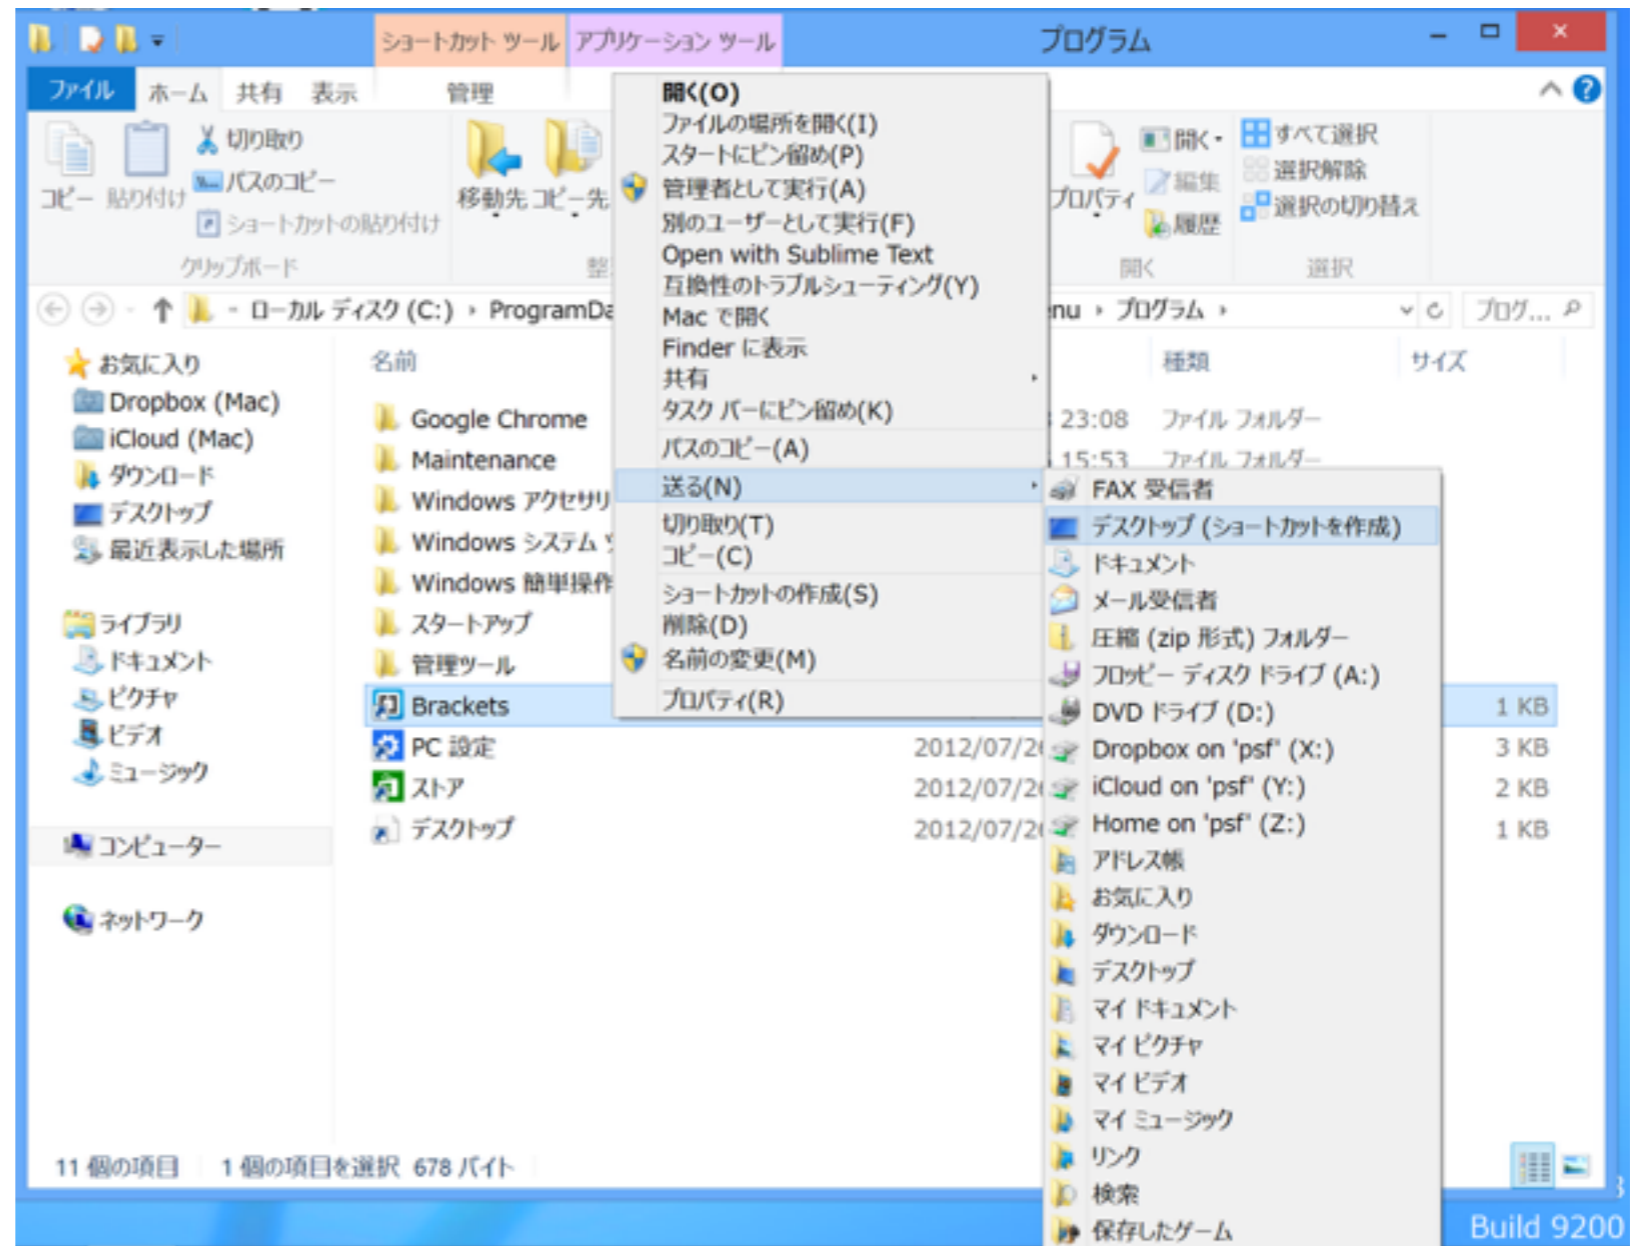 ショートカット ツール アプリケーション ツール プログラム
ファイル ホーム 共有 表示 管理
コピー 貼り付け 切り取り パスのコピー ショートカットの貼り付け
クリップボード
移動先 コピー先
整
プロパティ 開く 編集 履歴
開く
すべて選択 選択解除 選択の切り替え
選択
ローカル ディスク (C:) ProgramDa nu プログラム プログ...
お気に入り
Dropbox (Mac)
iCloud (Mac)
ダウンロード
デスクトップ
最近表示した場所
ライブラリ
ドキュメント
ピクチャ
ビデオ
ミュージック
コンピューター
ネットワーク
名前 種類 サイズ
Google Chrome 23:08 ファイル フォルダー
Maintenance 15:53 ファイル フォルダー
Windows アクセサリ
Windows システム
Windows 簡単操作
スタートアップ
管理ツール
Brackets 1 KB
PC 設定 2012/07/26 3 KB
ストア 2012/07/26 2 KB
デスクトップ 2012/07/26 1 KB
開く(O)
ファイルの場所を開く(I)
スタートにピン留め(P)
管理者として実行(A)
別のユーザーとして実行(F)
Open with Sublime Text
互換性のトラブルシューティング(Y)
Mac で開く
Finder に表示
共有
タスク バーにピン留め(K)
パスのコピー(A)
送る(N)
切り取り(T)
コピー(C)
ショートカットの作成(S)
削除(D)
名前の変更(M)
プロパティ(R)
FAX 受信者
デスクトップ (ショートカットを作成)
ドキュメント
メール受信者
圧縮 (zip 形式) フォルダー
フロッピー ディスク ドライブ (A:)
DVD ドライブ (D:)
Dropbox on 'psf' (X:)
iCloud on 'psf' (Y:)
Home on 'psf' (Z:)
アドレス帳
お気に入り
ダウンロード
デスクトップ
マイ ドキュメント
マイ ピクチャ
マイ ビデオ
マイ ミュージック
リンク
検索
保存したゲーム
11 個の項目 1 個の項目を選択 678 バイト
Build 9200